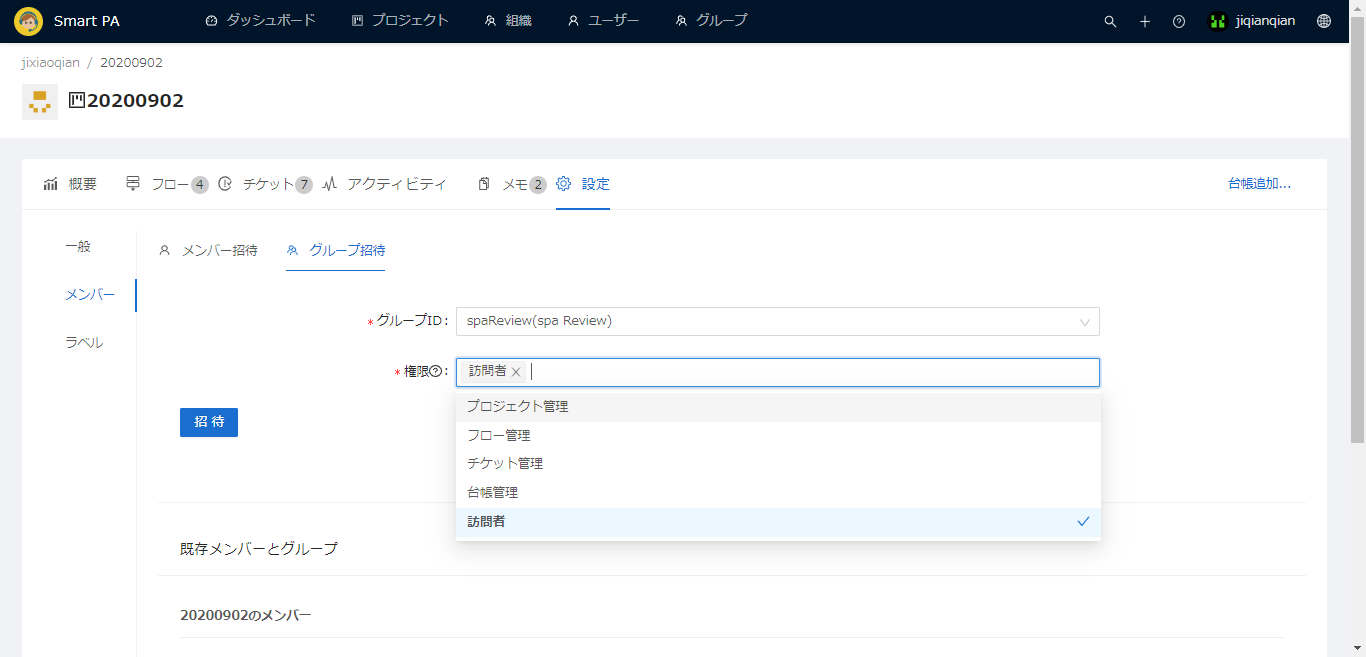 Smart PA ダッシュボード プロジェクト 組織 ユーザー グループ jiqianqian
jixiaoqian / 20200902
20200902
概要 フロー 4 チケット 7 アクティビティ メモ 2 設定 台帳追加...
一般
メンバー
ラベル
メンバー招待 グループ招待
* グループID : spaReview(spa Review)
* 権限 : 訪問者
プロジェクト管理
フロー管理
チケット管理
台帳管理
訪問者
招 待
既存メンバーとグループ
20200902のメンバー